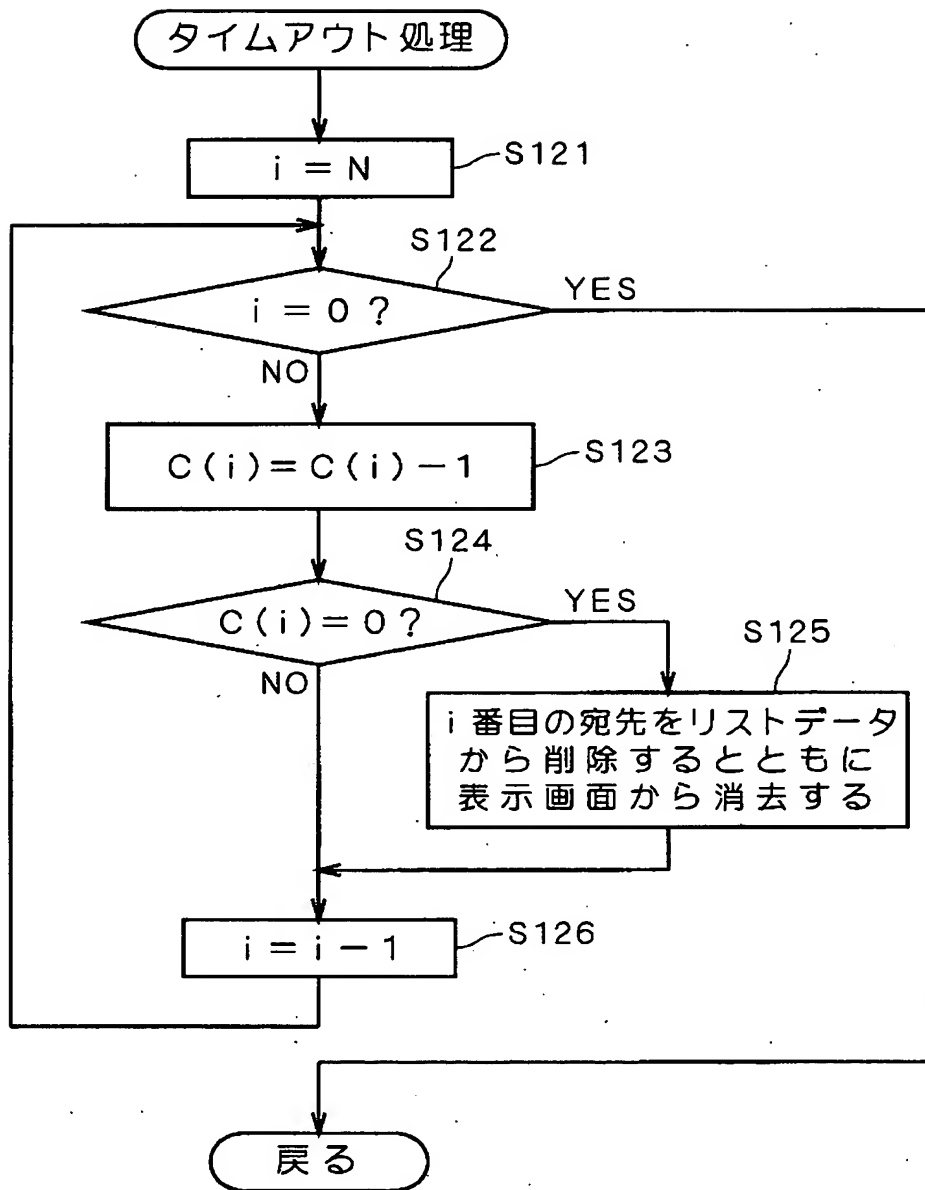 タイムアウト処理
i=N
S121
S122
i=0?
YES
NO
C(i)=C(i)-1
S123
S124
C(i)=0?
YES
NO
S125
i番目の宛先をリストデータ
から削除するとともに
表示画面から消去する
i=i-1
S126
戻る